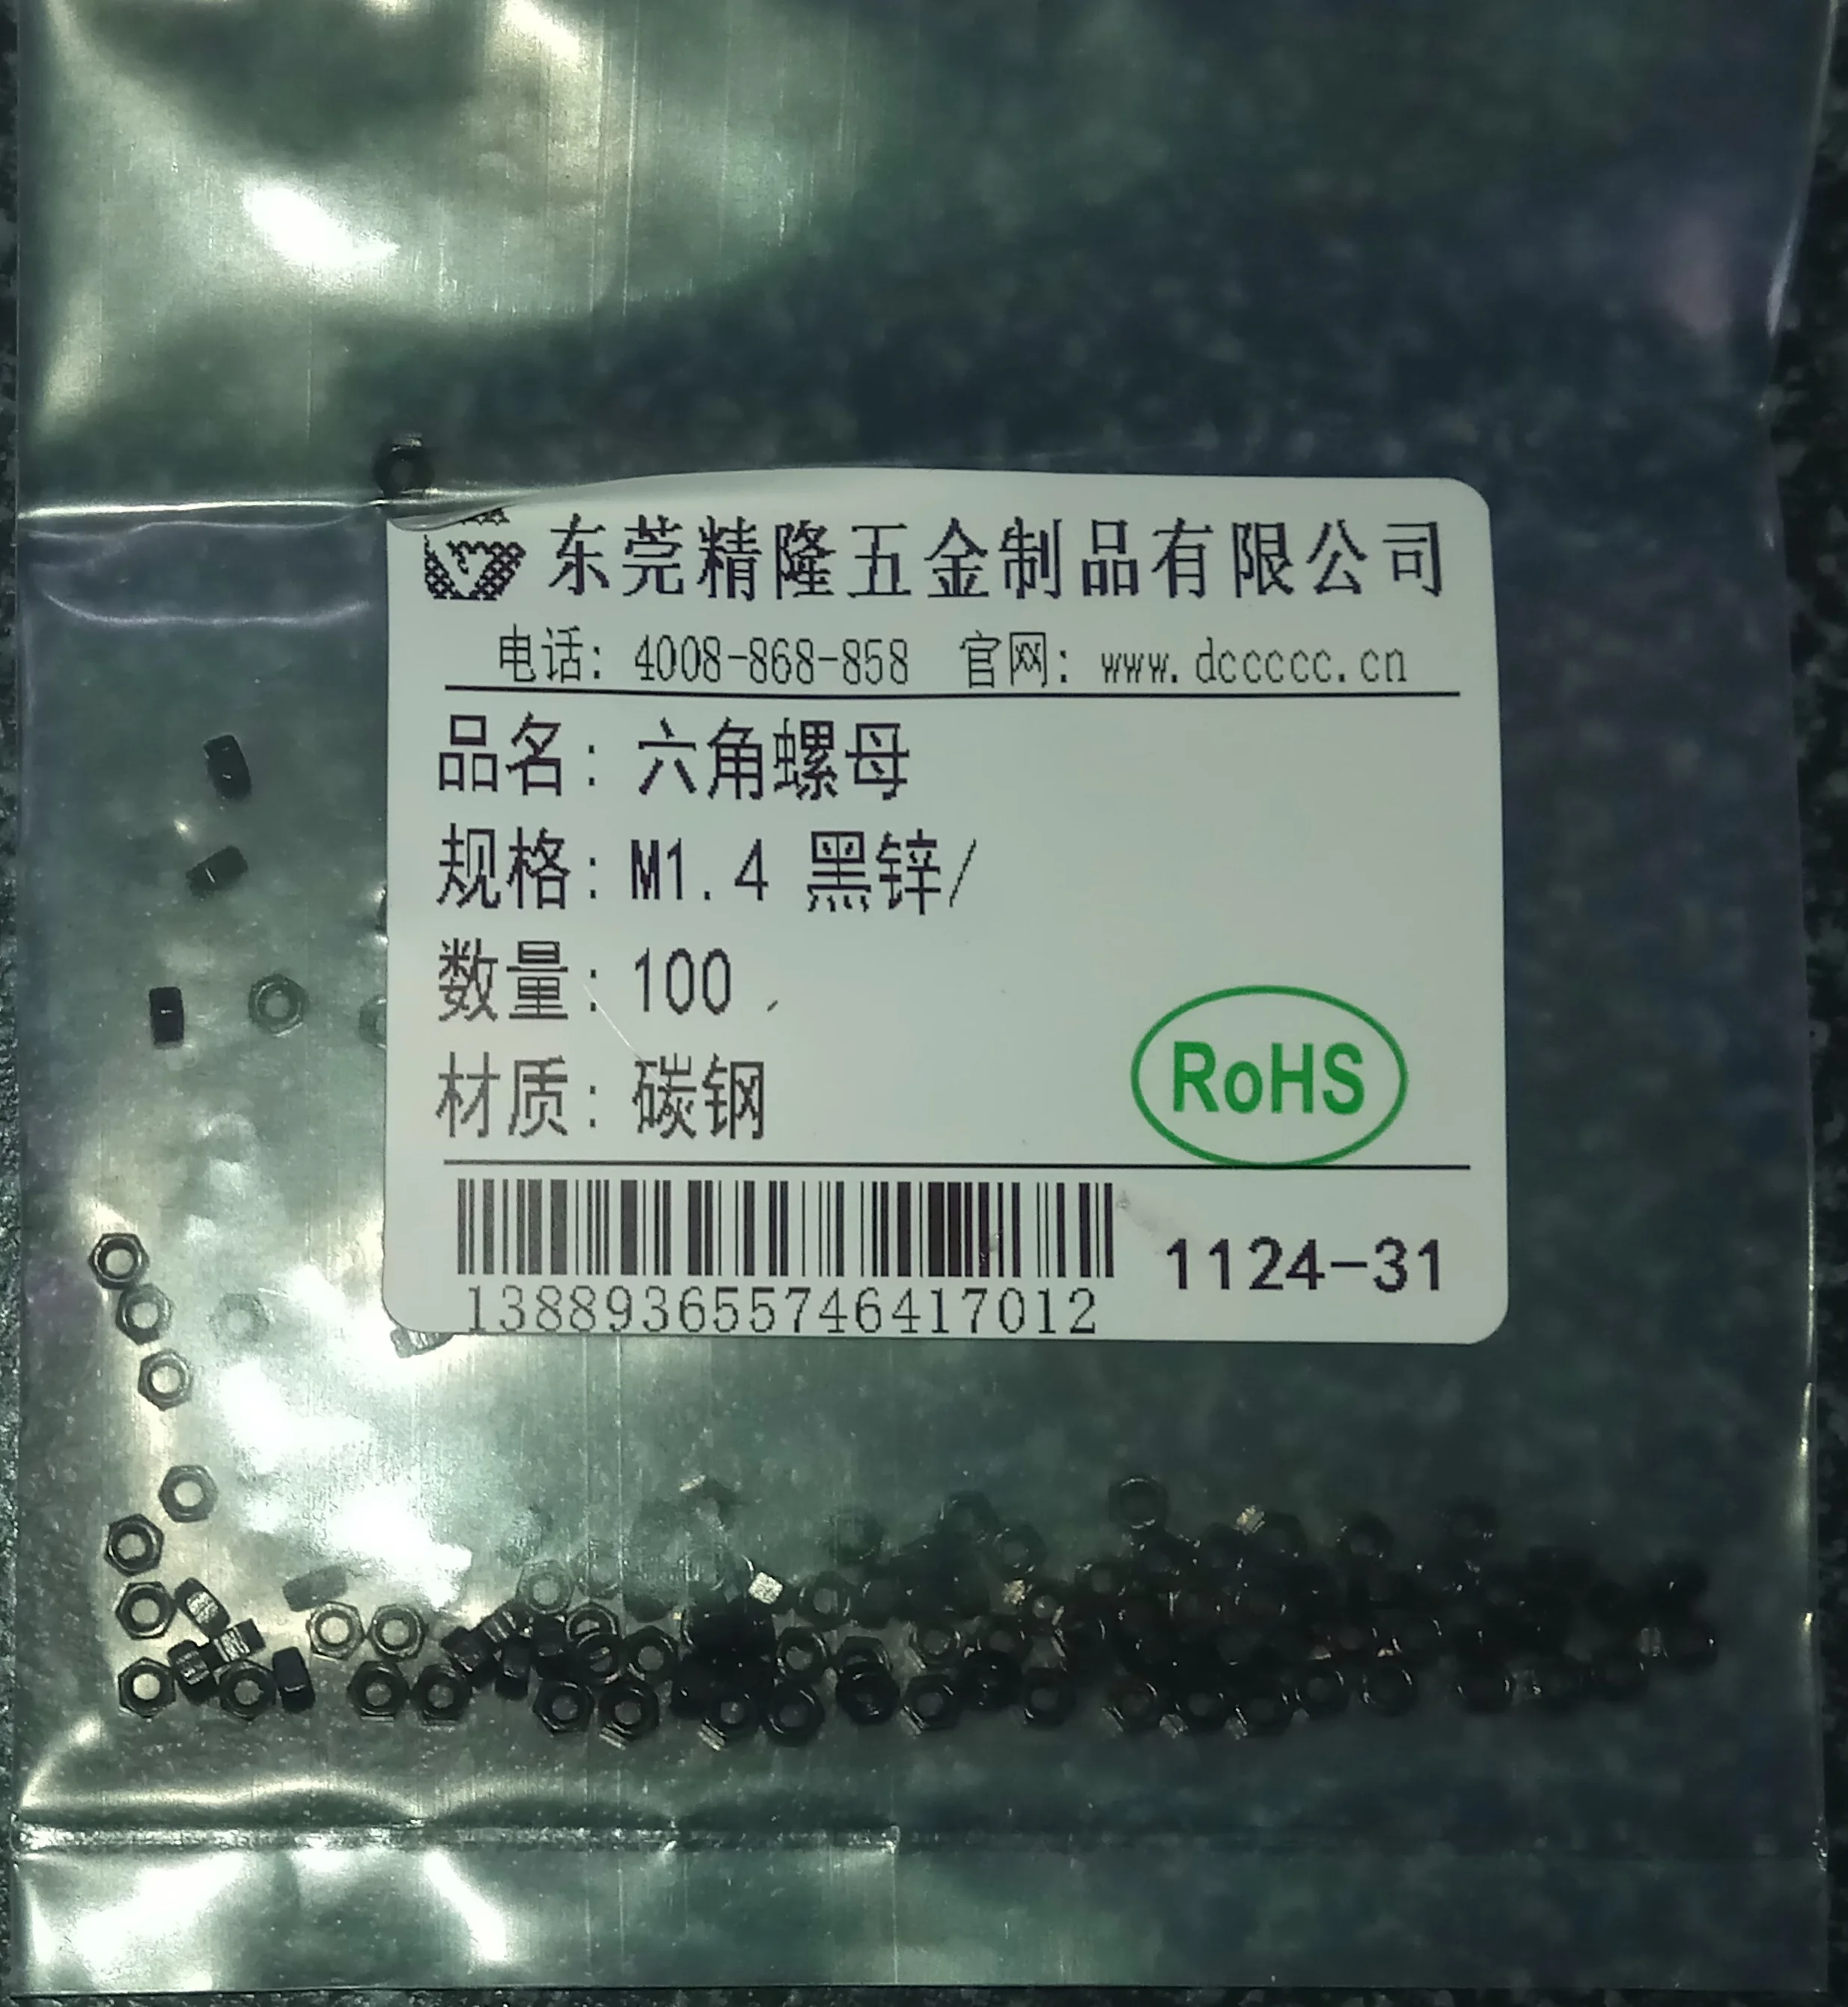 东莞精隆五金制品有限公司
电话: 4008-868-858 官网: www.dccccc.cn
品名: 六角螺母
规格: M1.4 黑锌/
数量: 100
材质: 碳钢
RoHS
138893655746417012
1124-31